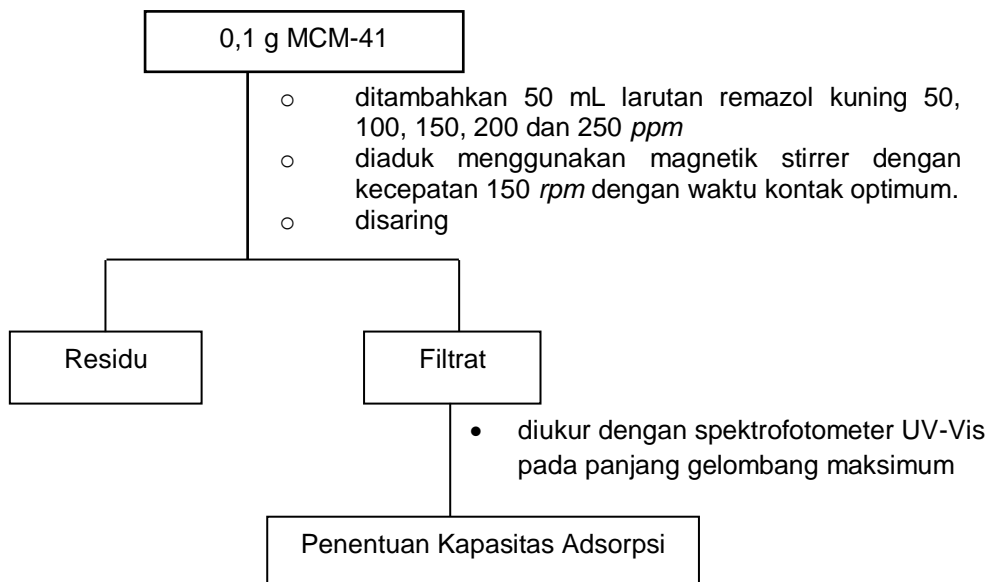 0,1 g MCM-41
o ditambahkan 50 mL larutan remazol kuning 50,
100, 150, 200 dan 250 ppm
o diaduk menggunakan magnetik stirrer dengan
kecepatan 150 rpm dengan waktu kontak optimum.
o disaring
Residu
Filtrat
• diukur dengan spektrofotometer UV-Vis
pada panjang gelombang maksimum
Penentuan Kapasitas Adsorpsi